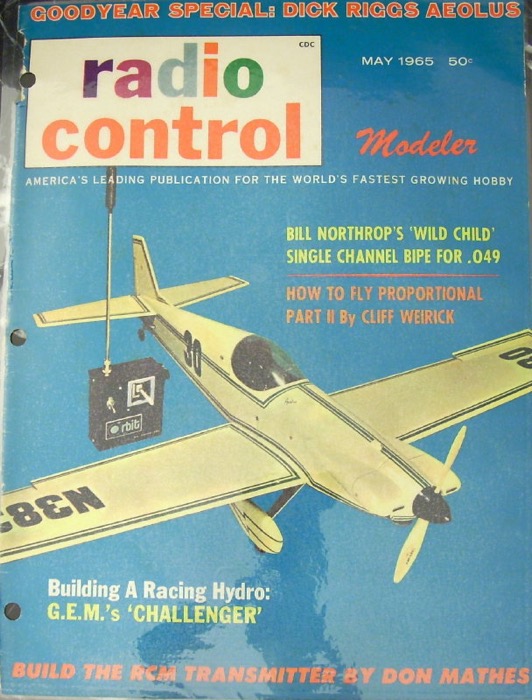 GOODYEAR SPECIAL: DICK RIGGS AEOLUS
CDC
radio
control
MAY 1965 50¢
Modeler
AMERICA'S LEADING PUBLICATION FOR THE WORLD'S FASTEST GROWING HOBBY
BILL NORTHROP'S 'WILD CHILD'
SINGLE CHANNEL BIPE FOR .049
HOW TO FLY PROPORTIONAL
PART II By CLIFF WEIRICK
30
orbit
N38
Building A Racing Hydro:
G.E.M.'s 'CHALLENGER'
BUILD THE RCM TRANSMITTER BY DON MATHES